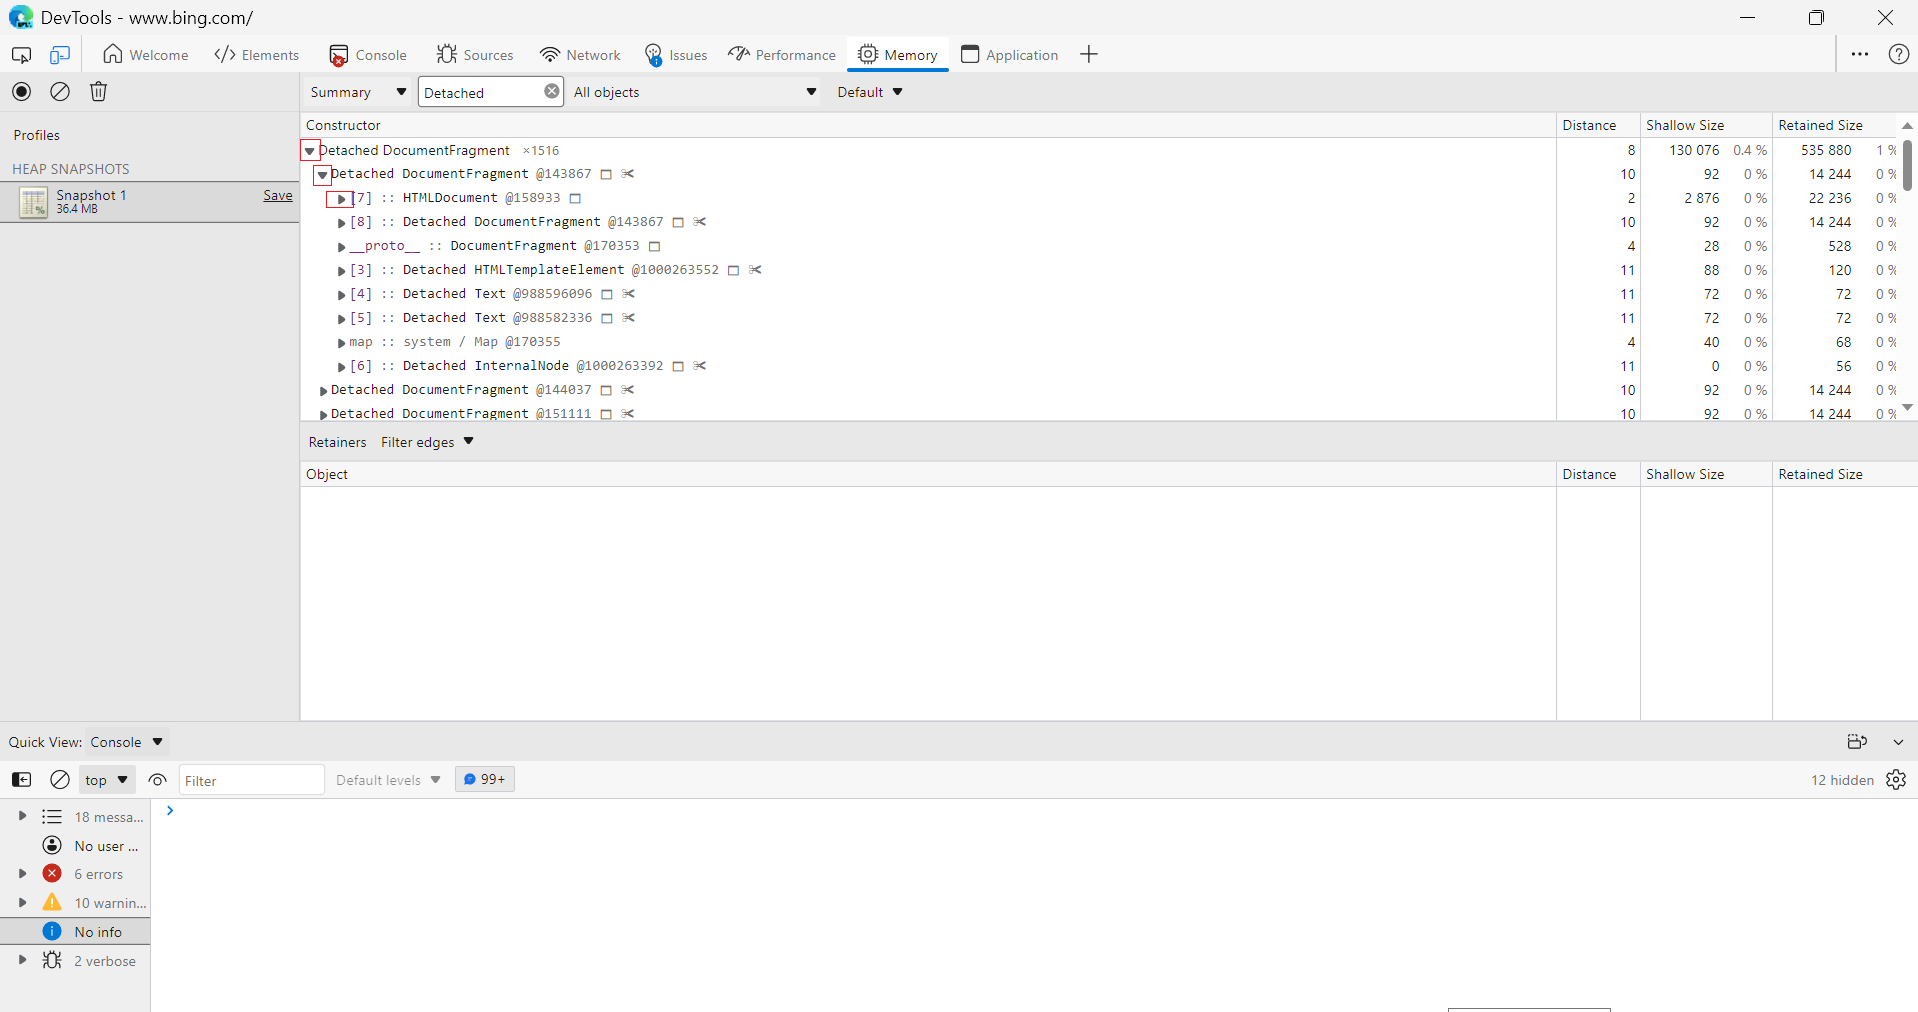 DevTools - www.bing.com/
Welcome Elements Console Sources Network Issues Performance Memory Application
Summary Detached All objects Default
Profiles
HEAP SNAPSHOTS
Snapshot 1 Save
36.4 MB
Constructor Distance Shallow Size Retained Size
Detached DocumentFragment ×1516 8 130 076 0.4 % 535 880 1 %
Detached DocumentFragment @143867 10 92 0 % 14 244 0 %
[7] :: HTMLDocument @158933 2 2 876 0 % 22 236 0 %
[8] :: Detached DocumentFragment @143867 10 92 0 % 14 244 0 %
__proto__ :: DocumentFragment @170353 4 28 0 % 528 0 %
[3] :: Detached HTMLTemplateElement @1000263552 11 88 0 % 120 0 %
[4] :: Detached Text @988596096 11 72 0 % 72 0 %
[5] :: Detached Text @988582336 11 72 0 % 72 0 %
map :: system / Map @170355 4 40 0 % 68 0 %
[6] :: Detached InternalNode @1000263392 11 0 0 % 56 0 %
Detached DocumentFragment @144037 10 92 0 % 14 244 0 %
Detached DocumentFragment @151111 10 92 0 % 14 244 0 %
Retainers Filter edges
Object Distance Shallow Size Retained Size
Quick View: Console
top Filter Default levels 99+ 12 hidden
18 messa...
No user ...
6 errors
10 warnin...
No info
2 verbose